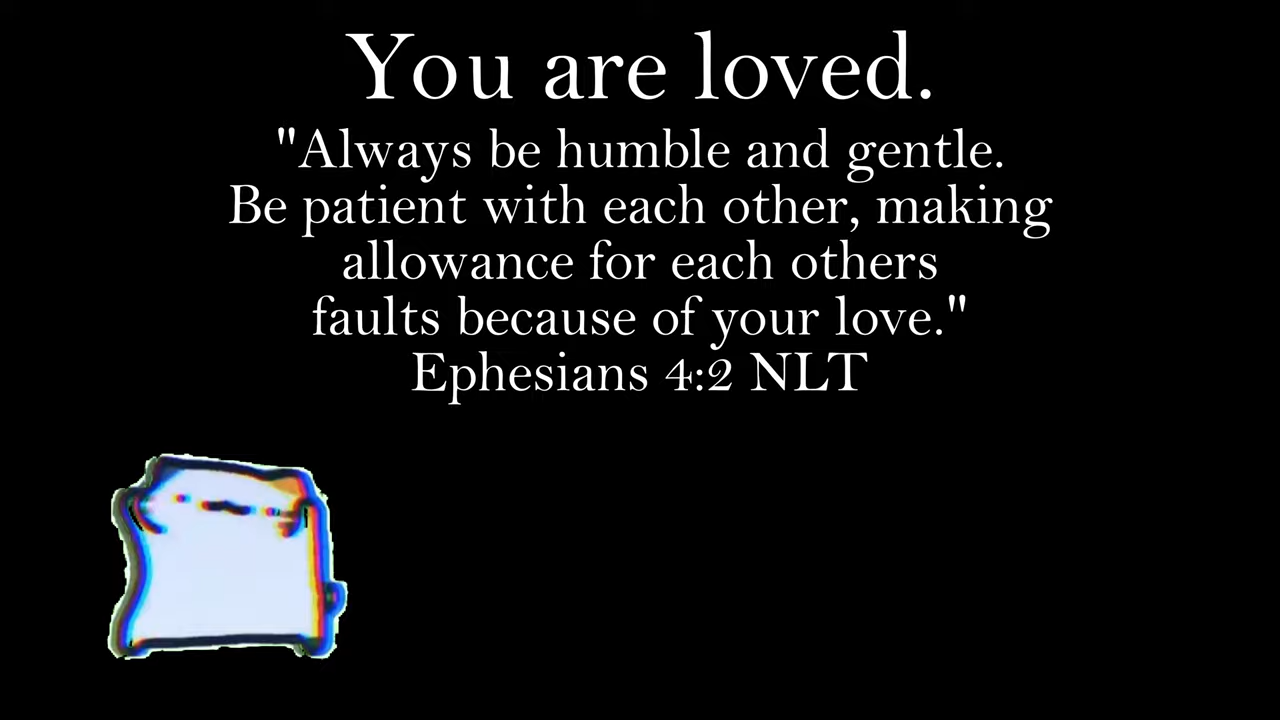 You are loved.
"Always be humble and gentle.
Be patient with each other, making
allowance for each others
faults because of your love."
Ephesians 4:2 NLT